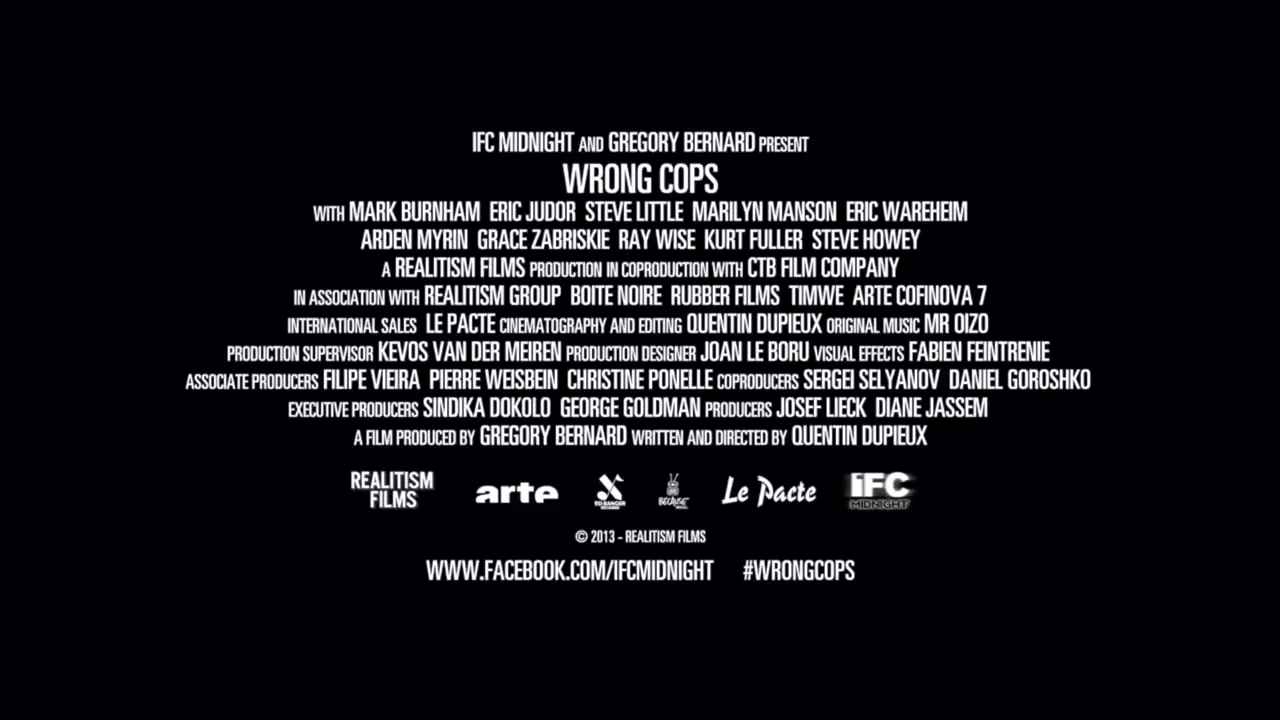 IFC MIDNIGHT AND GREGORY BERNARD PRESENT
WRONG COPS
WITH MARK BURNHAM ERIC JUDOR STEVE LITTLE MARILYN MANSON ERIC WAREHEIM
ARDEN MYRIN GRACE ZABRISKIE RAY WISE KURT FULLER STEVE HOWEY
A REALITISM FILMS PRODUCTION IN COPRODUCTION WITH CTB FILM COMPANY
IN ASSOCIATION WITH REALITISM GROUP BOITE NOIRE RUBBER FILMS TIMWE ARTE COFINOVA 7
INTERNATIONAL SALES LE PACTE CINEMATOGRAPHY AND EDITING QUENTIN DUPIEUX ORIGINAL MUSIC MR OIZO
PRODUCTION SUPERVISOR KEVOS VAN DER MEIREN PRODUCTION DESIGNER JOAN LE BORU VISUAL EFFECTS FABIEN FEINTRENIE
ASSOCIATE PRODUCERS FILIPE VIEIRA PIERRE WEISBEIN CHRISTINE PONELLE COPRODUCERS SERGEI SELYANOV DANIEL GOROSHKO
EXECUTIVE PRODUCERS SINDIKA DOKOLO GEORGE GOLDMAN PRODUCERS JOSEF LIECK DIANE JASSEM
A FILM PRODUCED BY GREGORY BERNARD WRITTEN AND DIRECTED BY QUENTIN DUPIEUX
REALITISM FILMS arte ED BANGER RECORDS BECAUSE MUSIC Le Pacte IFC MIDNIGHT
© 2013 - REALITISM FILMS
WWW.FACEBOOK.COM/IFCMIDNIGHT #WRONGCOPS